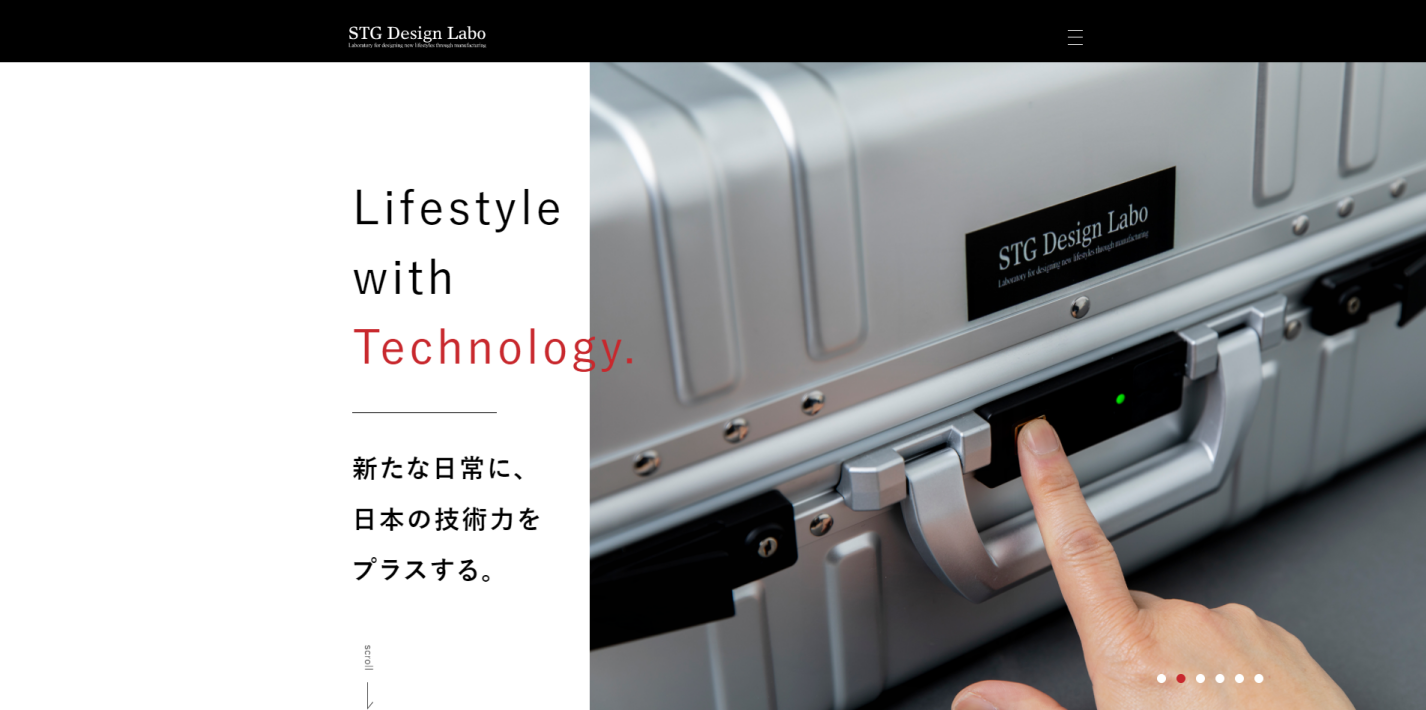 STG Design Labo
Laboratory for designing new lifestyles through manufacturing
Lifestyle
with
Technology.
新たな日常に、
日本の技術力を
プラスする。
scroll
STG Design Labo
Laboratory for designing new lifestyles through manufacturing